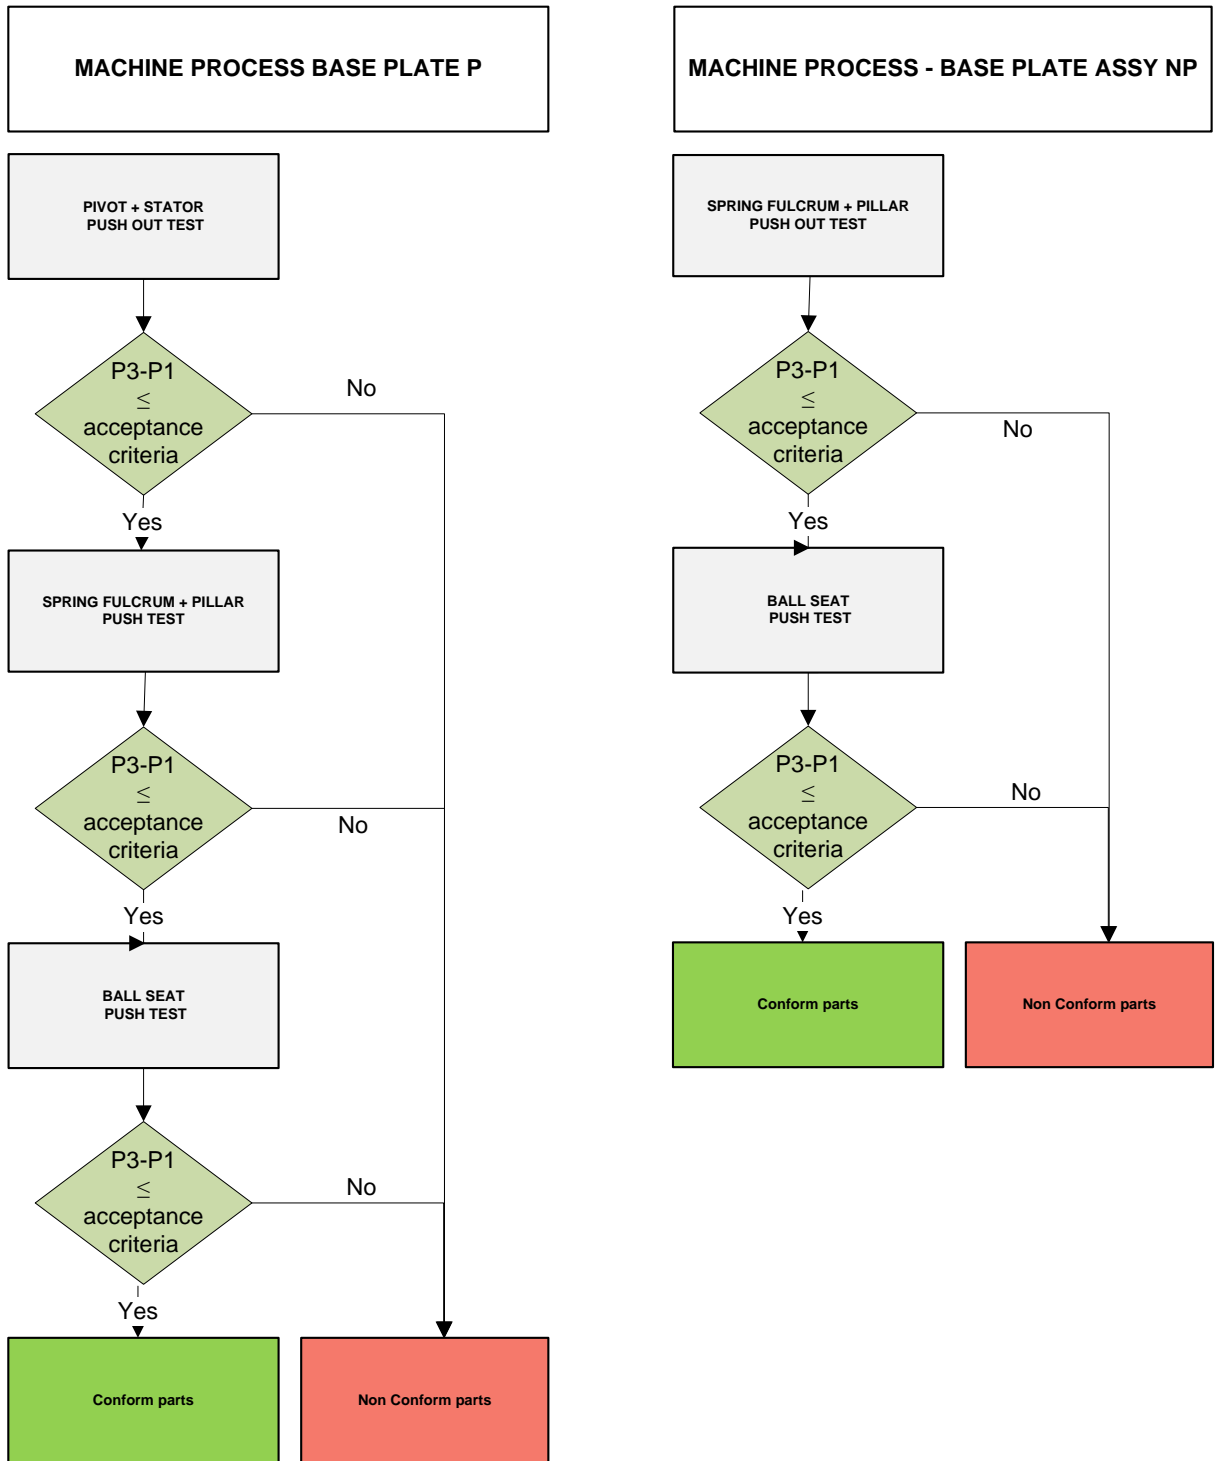 MACHINE PROCESS BASE PLATE P
PIVOT + STATOR
PUSH OUT TEST
P3-P1
≤
acceptance
criteria
No
Yes
SPRING FULCRUM + PILLAR
PUSH TEST
P3-P1
≤
acceptance
criteria
No
Yes
BALL SEAT
PUSH TEST
P3-P1
≤
acceptance
criteria
No
Yes
Conform parts
Non Conform parts
MACHINE PROCESS - BASE PLATE ASSY NP
SPRING FULCRUM + PILLAR
PUSH OUT TEST
P3-P1
≤
acceptance
criteria
No
Yes
BALL SEAT
PUSH TEST
P3-P1
≤
acceptance
criteria
No
Yes
Conform parts
Non Conform parts